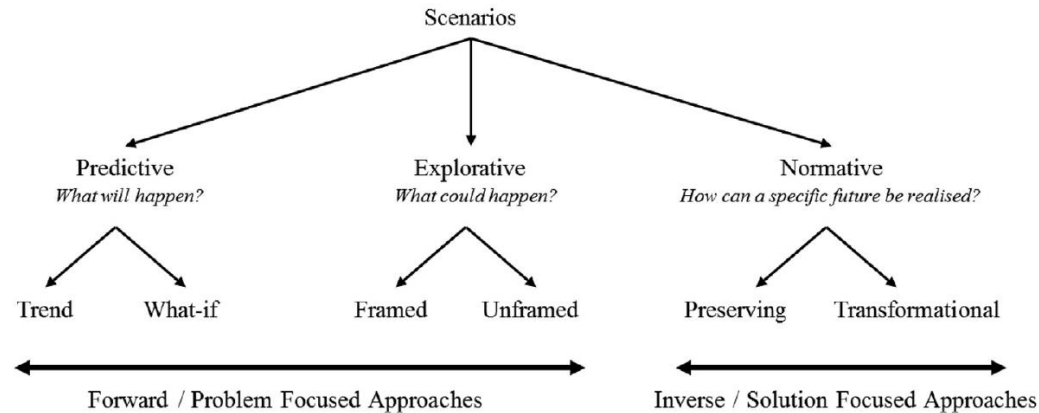 Scenarios
Predictive
What will happen?
Explorative
What could happen?
Normative
How can a specific future be realised?
Trend
What-if
Framed
Unframed
Preserving
Transformational
Forward / Problem Focused Approaches
Inverse / Solution Focused Approaches